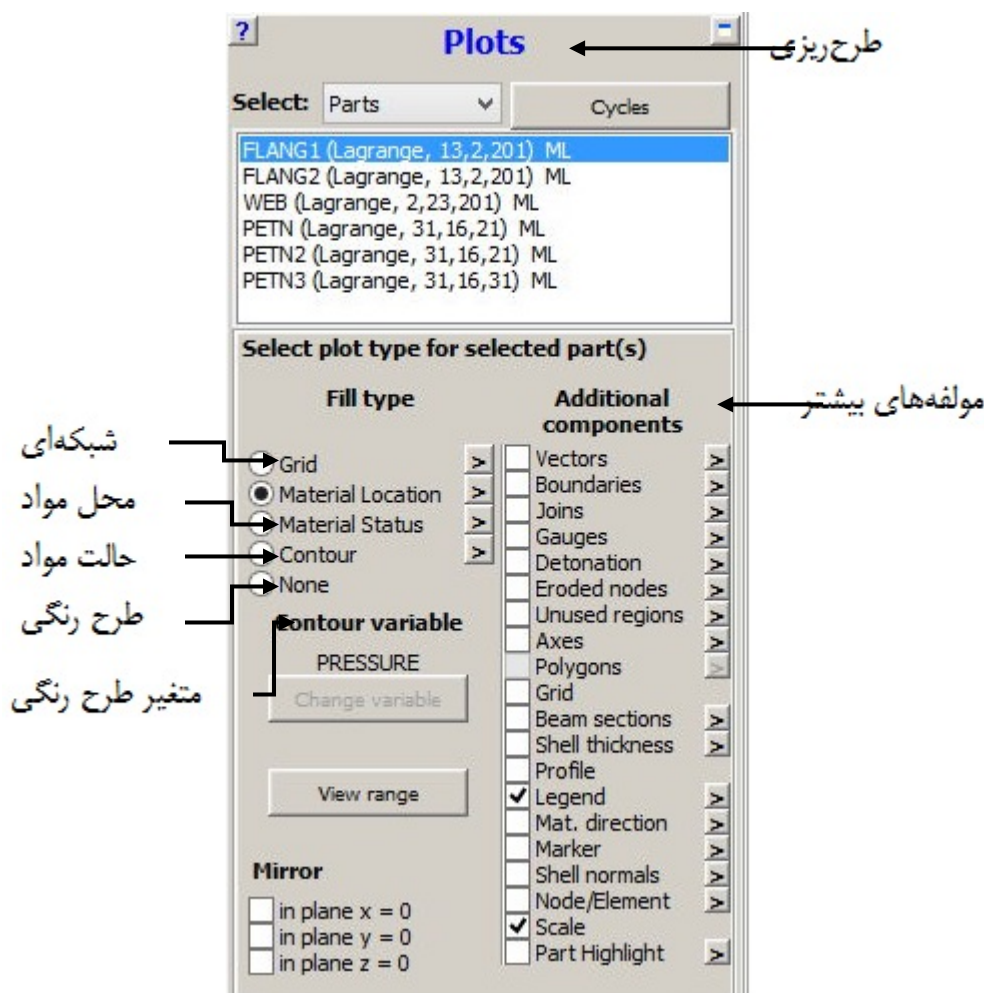 ?
Plots
طرح‌ریزی
Select: Parts Cycles
FLANG1 (Lagrange, 13,2,201) ML
FLANG2 (Lagrange, 13,2,201) ML
WEB (Lagrange, 2,23,201) ML
PETN (Lagrange, 31,16,21) ML
PETN2 (Lagrange, 31,16,21) ML
PETN3 (Lagrange, 31,16,31) ML
Select plot type for selected part(s)
Fill type
Grid >
Material Location >
Material Status >
Contour >
None
Contour variable
PRESSURE
Change variable
View range
Mirror
in plane x = 0
in plane y = 0
in plane z = 0
Additional
components
Vectors >
Boundaries >
Joins >
Gauges >
Detonation >
Eroded nodes >
Unused regions >
Axes >
Polygons >
Grid
Beam sections >
Shell thickness >
Profile
Legend >
Mat. direction >
Marker >
Shell normals >
Node/Element >
Scale
Part Highlight >
مولفه‌های بیشتر
شبکه‌ای
محل مواد
حالت مواد
طرح رنگی
متغیر طرح رنگی